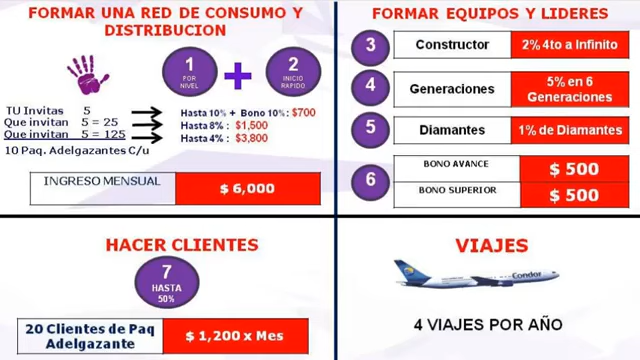 FORMAR UNA RED DE CONSUMO Y
DISTRIBUCION
1
POR
NIVEL
+
2
INICIO
RAPIDO
TU Invitas 5
Que invitan 5 = 25
Que invitan 5 = 125
10 Paq. Adelgazantes C/u
Hasta 10% + Bono 10%: $700
Hasta 8% : $1,500
Hasta 4% : $3,800
INGRESO MENSUAL
$ 6,000
FORMAR EQUIPOS Y LIDERES
3
Constructor
2% 4to a Infinito
4
Generaciones
5% en 6
Generaciones
5
Diamantes
1% de Diamantes
6
BONO AVANCE
$ 500
BONO SUPERIOR
$ 500
HACER CLIENTES
7
HASTA
50%
20 Clientes de Paq
Adelgazante
$ 1,200 x Mes
VIAJES
Condor
4 VIAJES POR AÑO